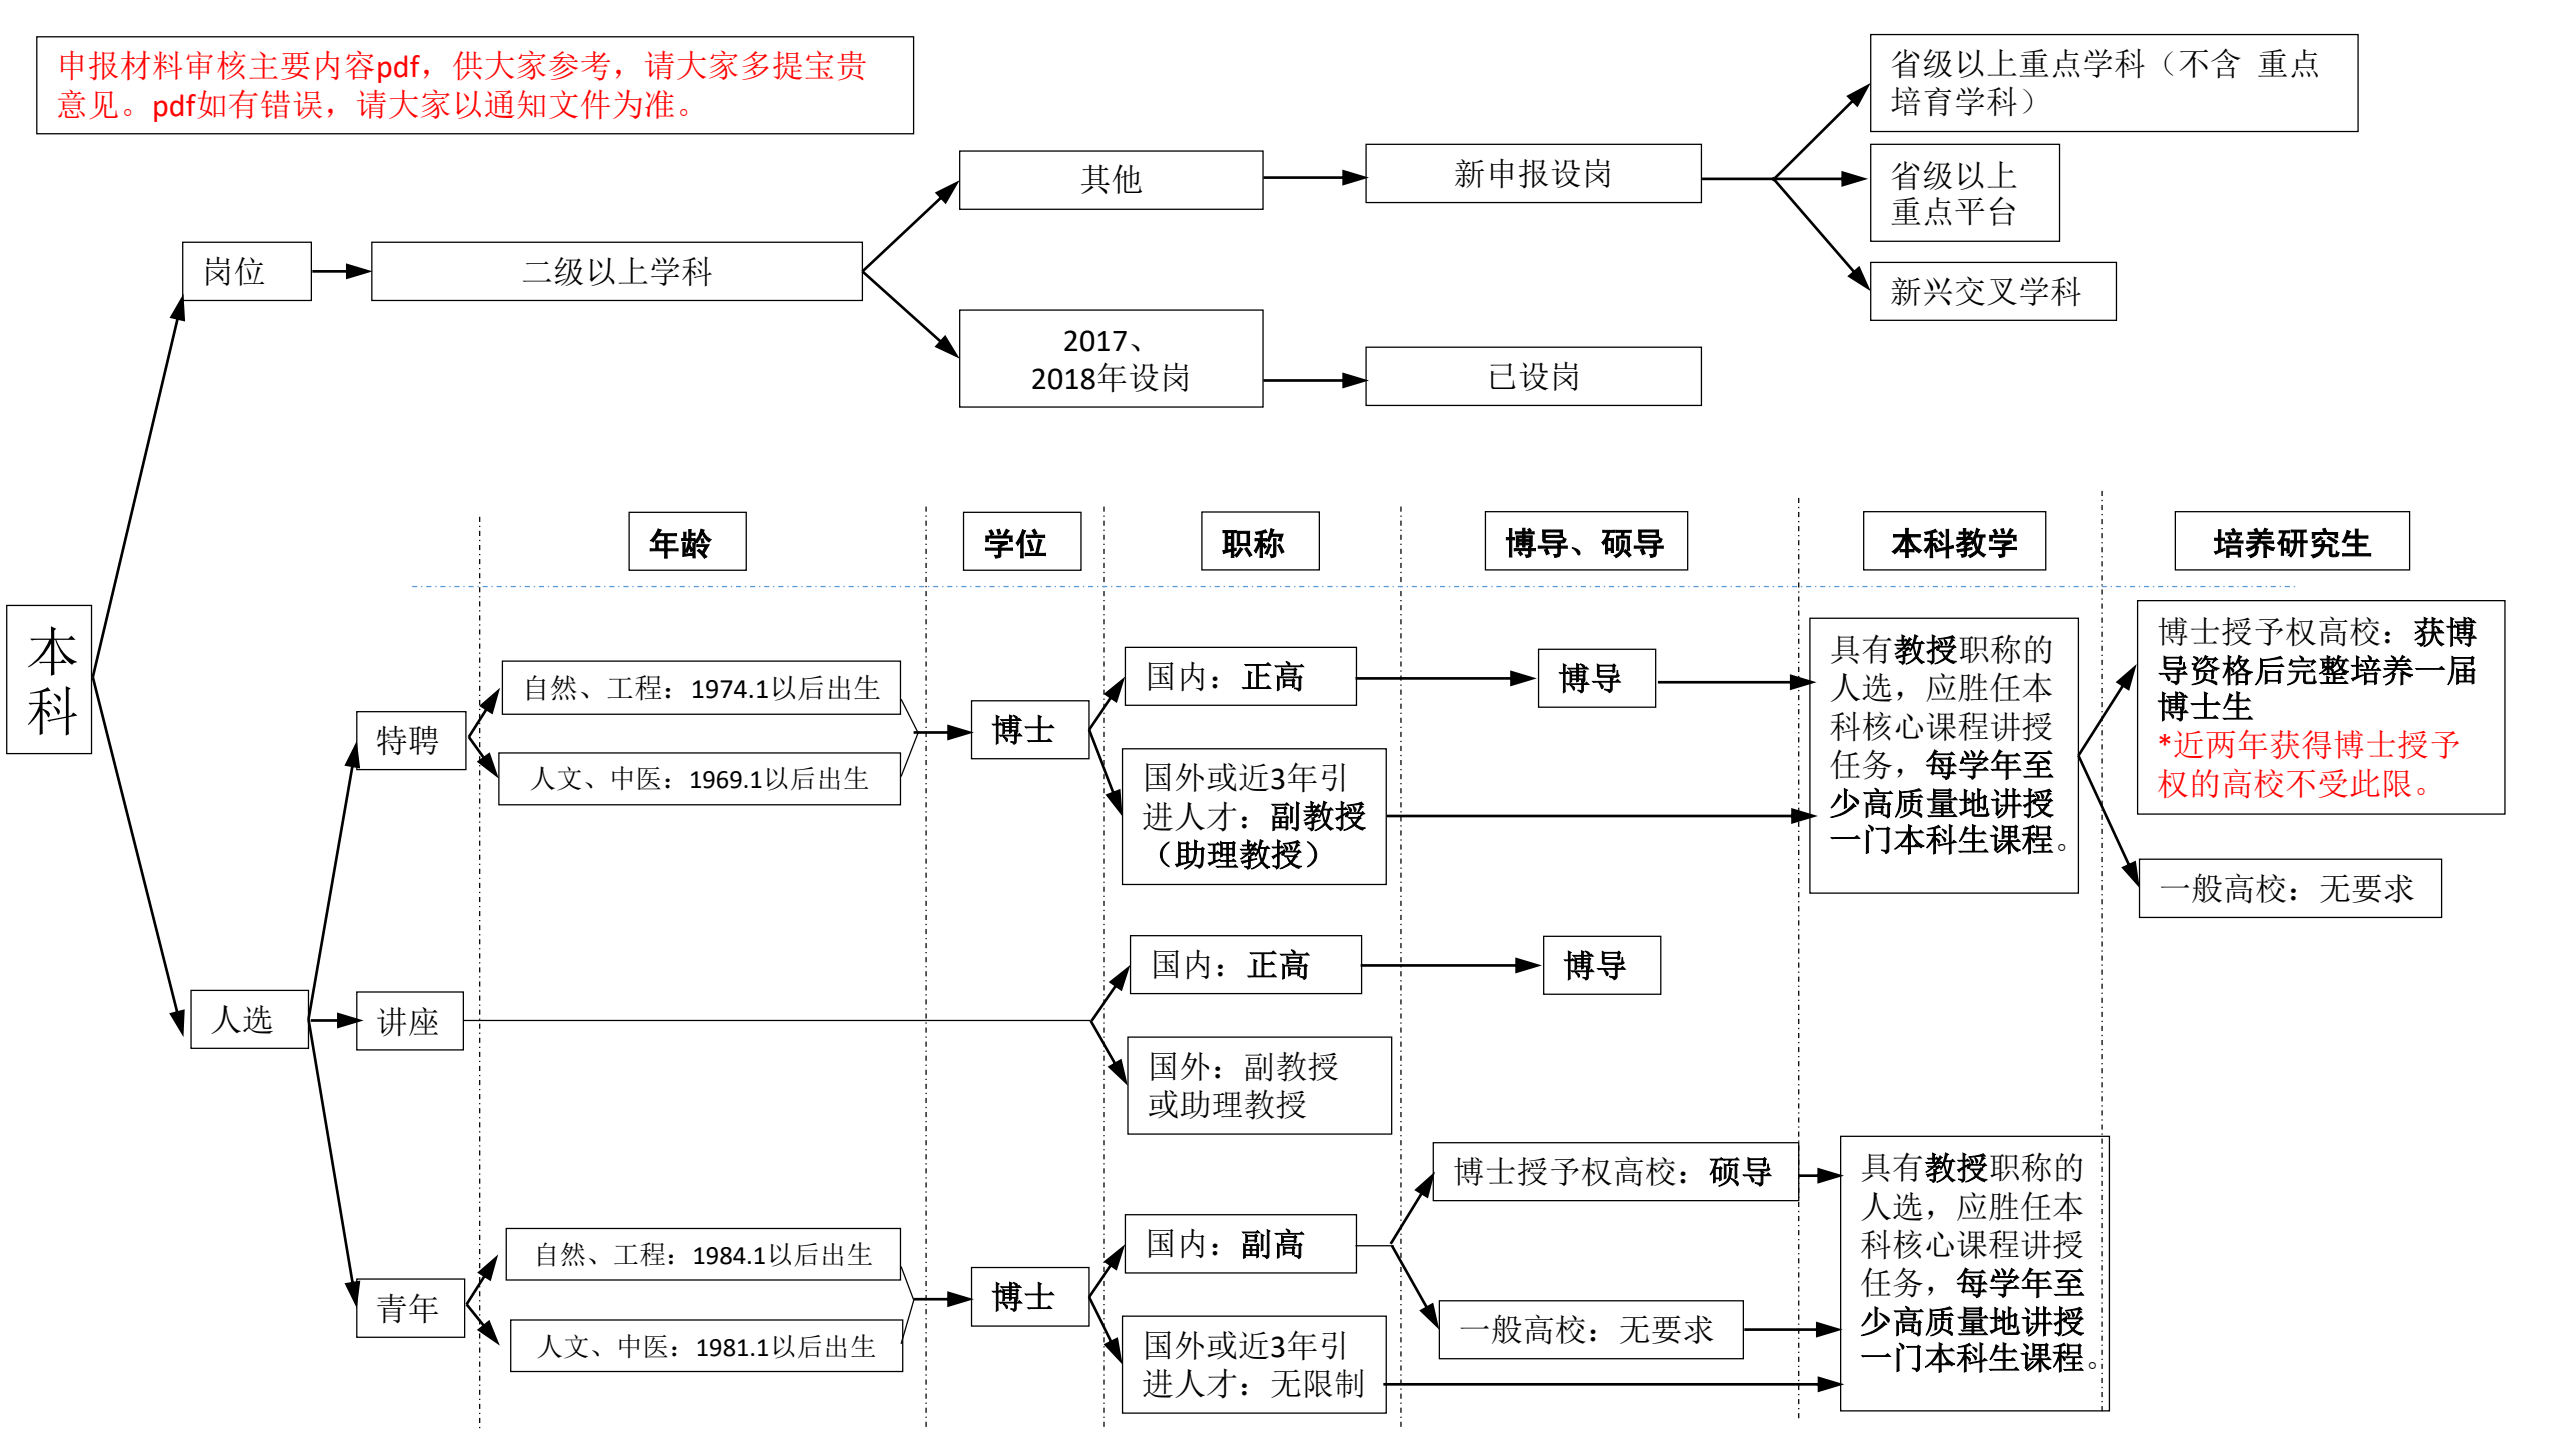 申报材料审核主要内容pdf，供大家参考，请大家多提宝贵
意见。pdf如有错误，请大家以通知文件为准。
省级以上重点学科（不含 重点
培育学科）
其他
新申报设岗
省级以上
重点平台
岗位
二级以上学科
新兴交叉学科
2017、
2018年设岗
已设岗
年龄
学位
职称
博导、硕导
本科教学
培养研究生
本
科
特聘
自然、工程：1974.1以后出生
人文、中医：1969.1以后出生
博士
国内：正高
博导
国外或近3年引
进人才：副教授
（助理教授）
具有教授职称的
人选，应胜任本
科核心课程讲授
任务，每学年至
少高质量地讲授
一门本科生课程。
博士授予权高校：获博
导资格后完整培养一届
博士生
*近两年获得博士授予
权的高校不受此限。
一般高校：无要求
人选
讲座
国内：正高
博导
国外：副教授
或助理教授
青年
自然、工程：1984.1以后出生
人文、中医：1981.1以后出生
博士
国内：副高
国外或近3年引
进人才：无限制
博士授予权高校：硕导
一般高校：无要求
具有教授职称的
人选，应胜任本
科核心课程讲授
任务，每学年至
少高质量地讲授
一门本科生课程。